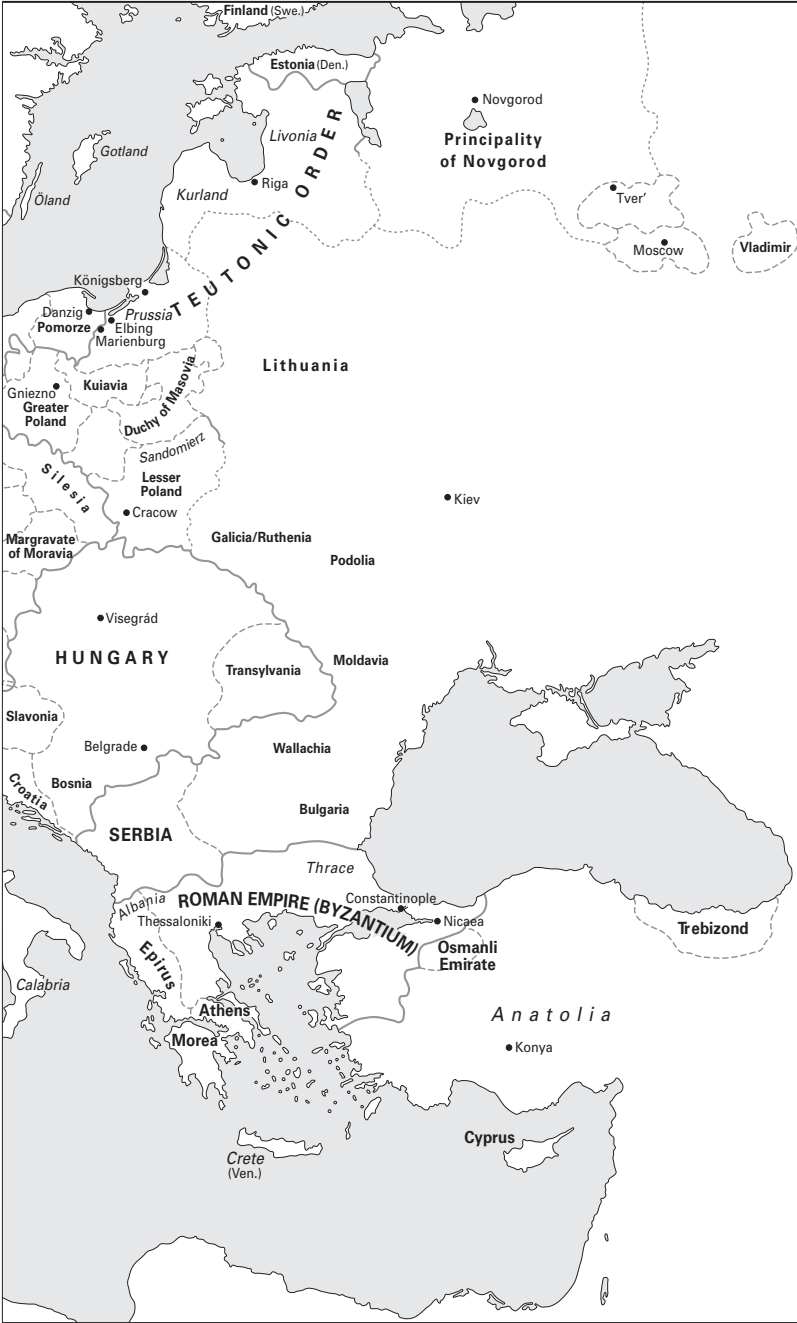 Finland (Swe.)
Estonia (Den.)
Novgorod
Principality
of Novgorod
Livonia
Gotland
Kurland
Riga
Öland
TEUTONIC ORDER
Tver’
Moscow
Vladimir
Königsberg
Danzig
Prussia
Pomorze
Elbing
Marienburg
Lithuania
Kuiavia
Gniezno
Greater
Poland
Duchy of Masovia
Sandomierz
Silesia
Lesser
Poland
Kiev
Cracow
Margravate
of Moravia
Galicia/Ruthenia
Podolia
Visegrád
HUNGARY
Transylvania
Moldavia
Slavonia
Belgrade
Wallachia
Croatia
Bosnia
Bulgaria
SERBIA
Thrace
Albania
ROMAN EMPIRE (BYZANTIUM)
Constantinople
Thessaloniki
Nicaea
Trebizond
Osmanli
Emirate
Epirus
Calabria
Athens
Anatolia
Morea
Konya
Cyprus
Crete
(Ven.)